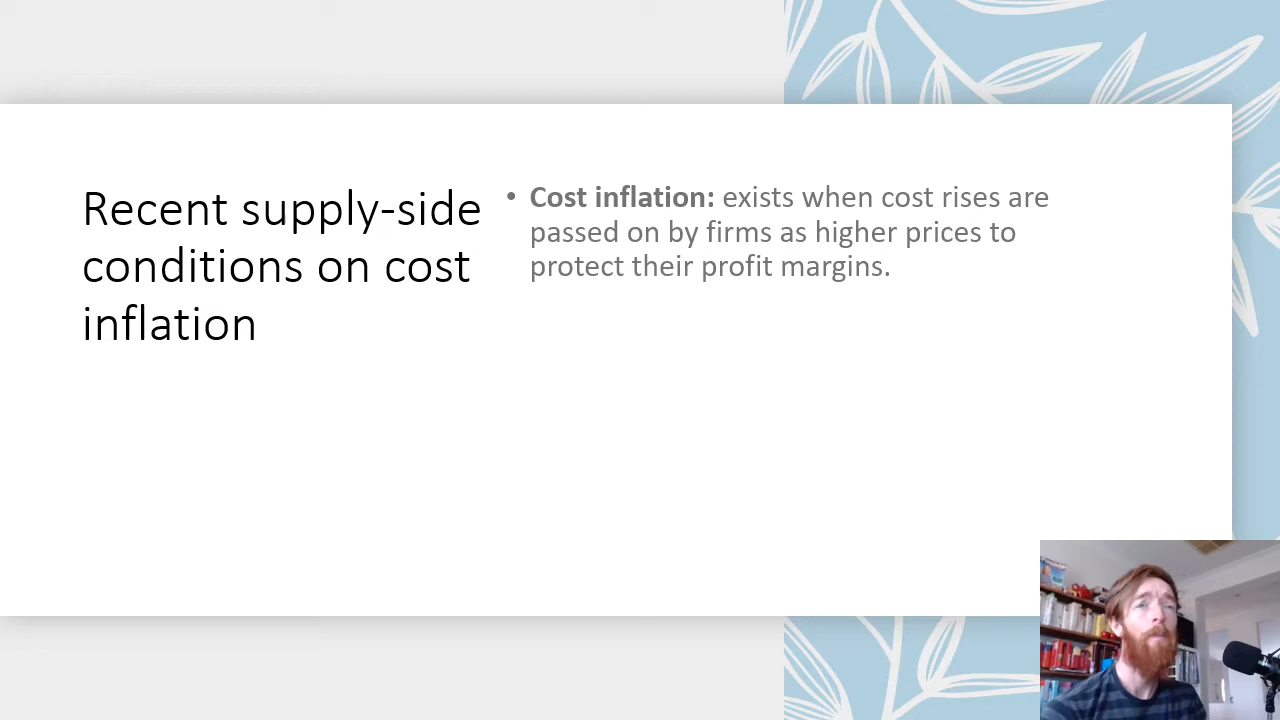 Recent supply-side
conditions on cost
inflation
• Cost inflation: exists when cost rises are
passed on by firms as higher prices to
protect their profit margins.